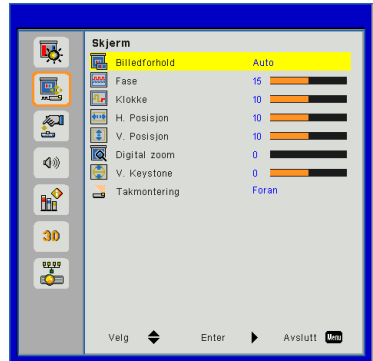 Skjerm
Billedforhold Auto
Fase 15
Klokke 10
H. Posisjon 10
V. Posisjon 10
Digital zoom 0
V. Keystone 0
Takmontering Foran
3D
Velg Enter Avslutt Menu